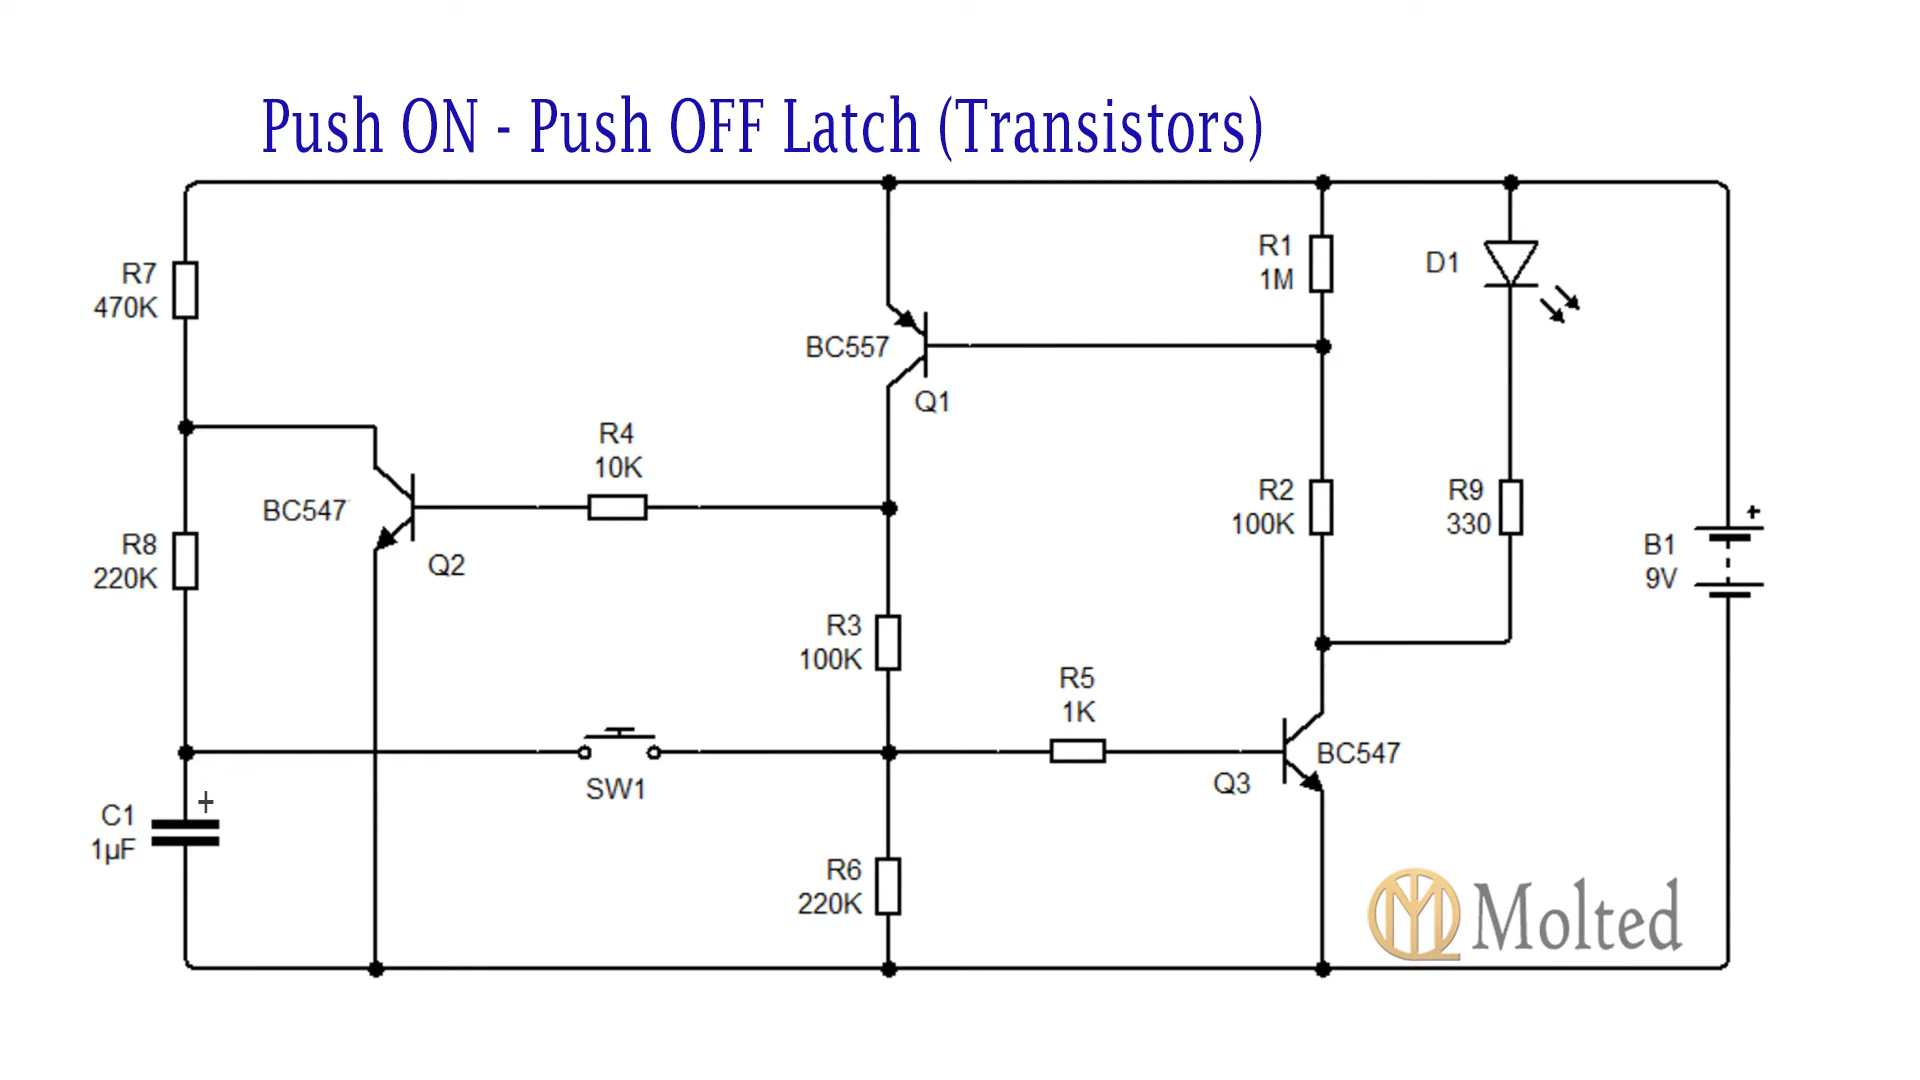 Push ON - Push OFF Latch (Transistors)
R7
470K
R8
220K
C1
+
1µF
BC547
Q2
R4
10K
SW1
BC557
Q1
R3
100K
R6
220K
R5
1K
Q3
BC547
R1
1M
R2
100K
D1
R9
330
B1
9V
+
Molted